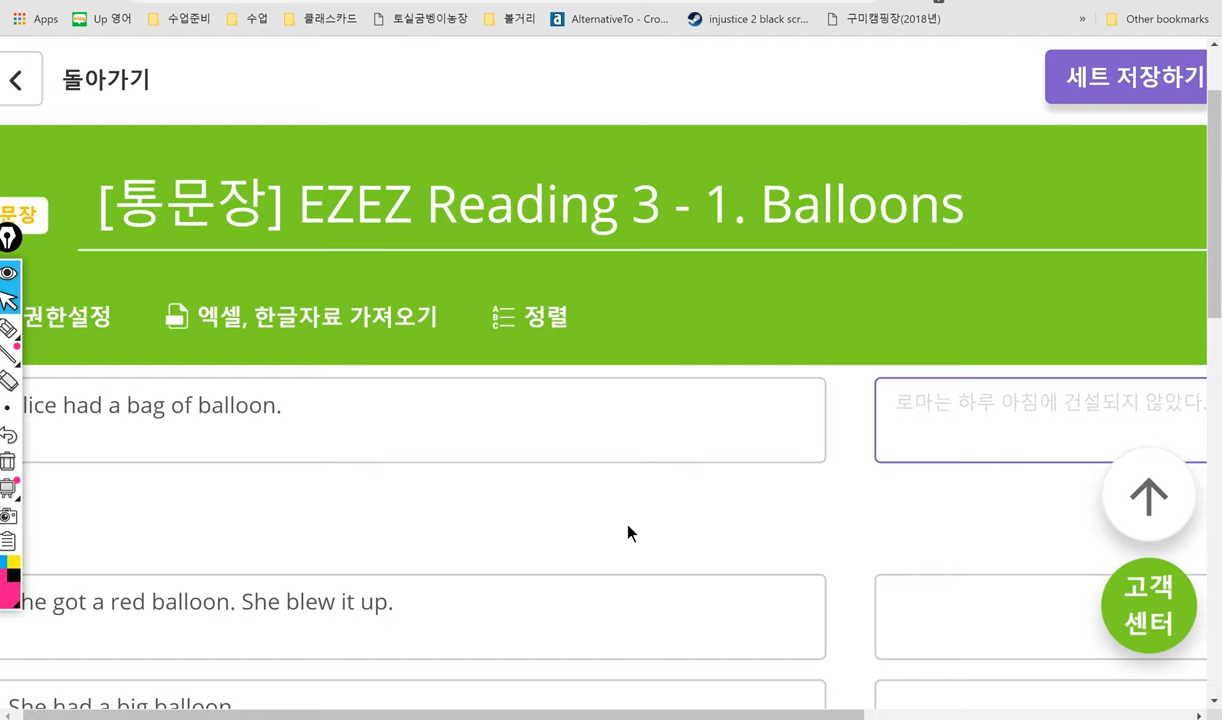 Apps Up 영어 수업준비 수업 클래스카드 토실굼벵이농장 볼거리 AlternativeTo - Cro... injustice 2 black scr... 구미캠핑장(2018년) » Other bookmarks
돌아가기
세트 저장하기
문장
[통문장] EZEZ Reading 3 - 1. Balloons
권한설정 엑셀, 한글자료 가져오기 정렬
lice had a bag of balloon.
로마는 하루 아침에 건설되지 않았다.
he got a red balloon. She blew it up.
고객
센터
She had a big balloon